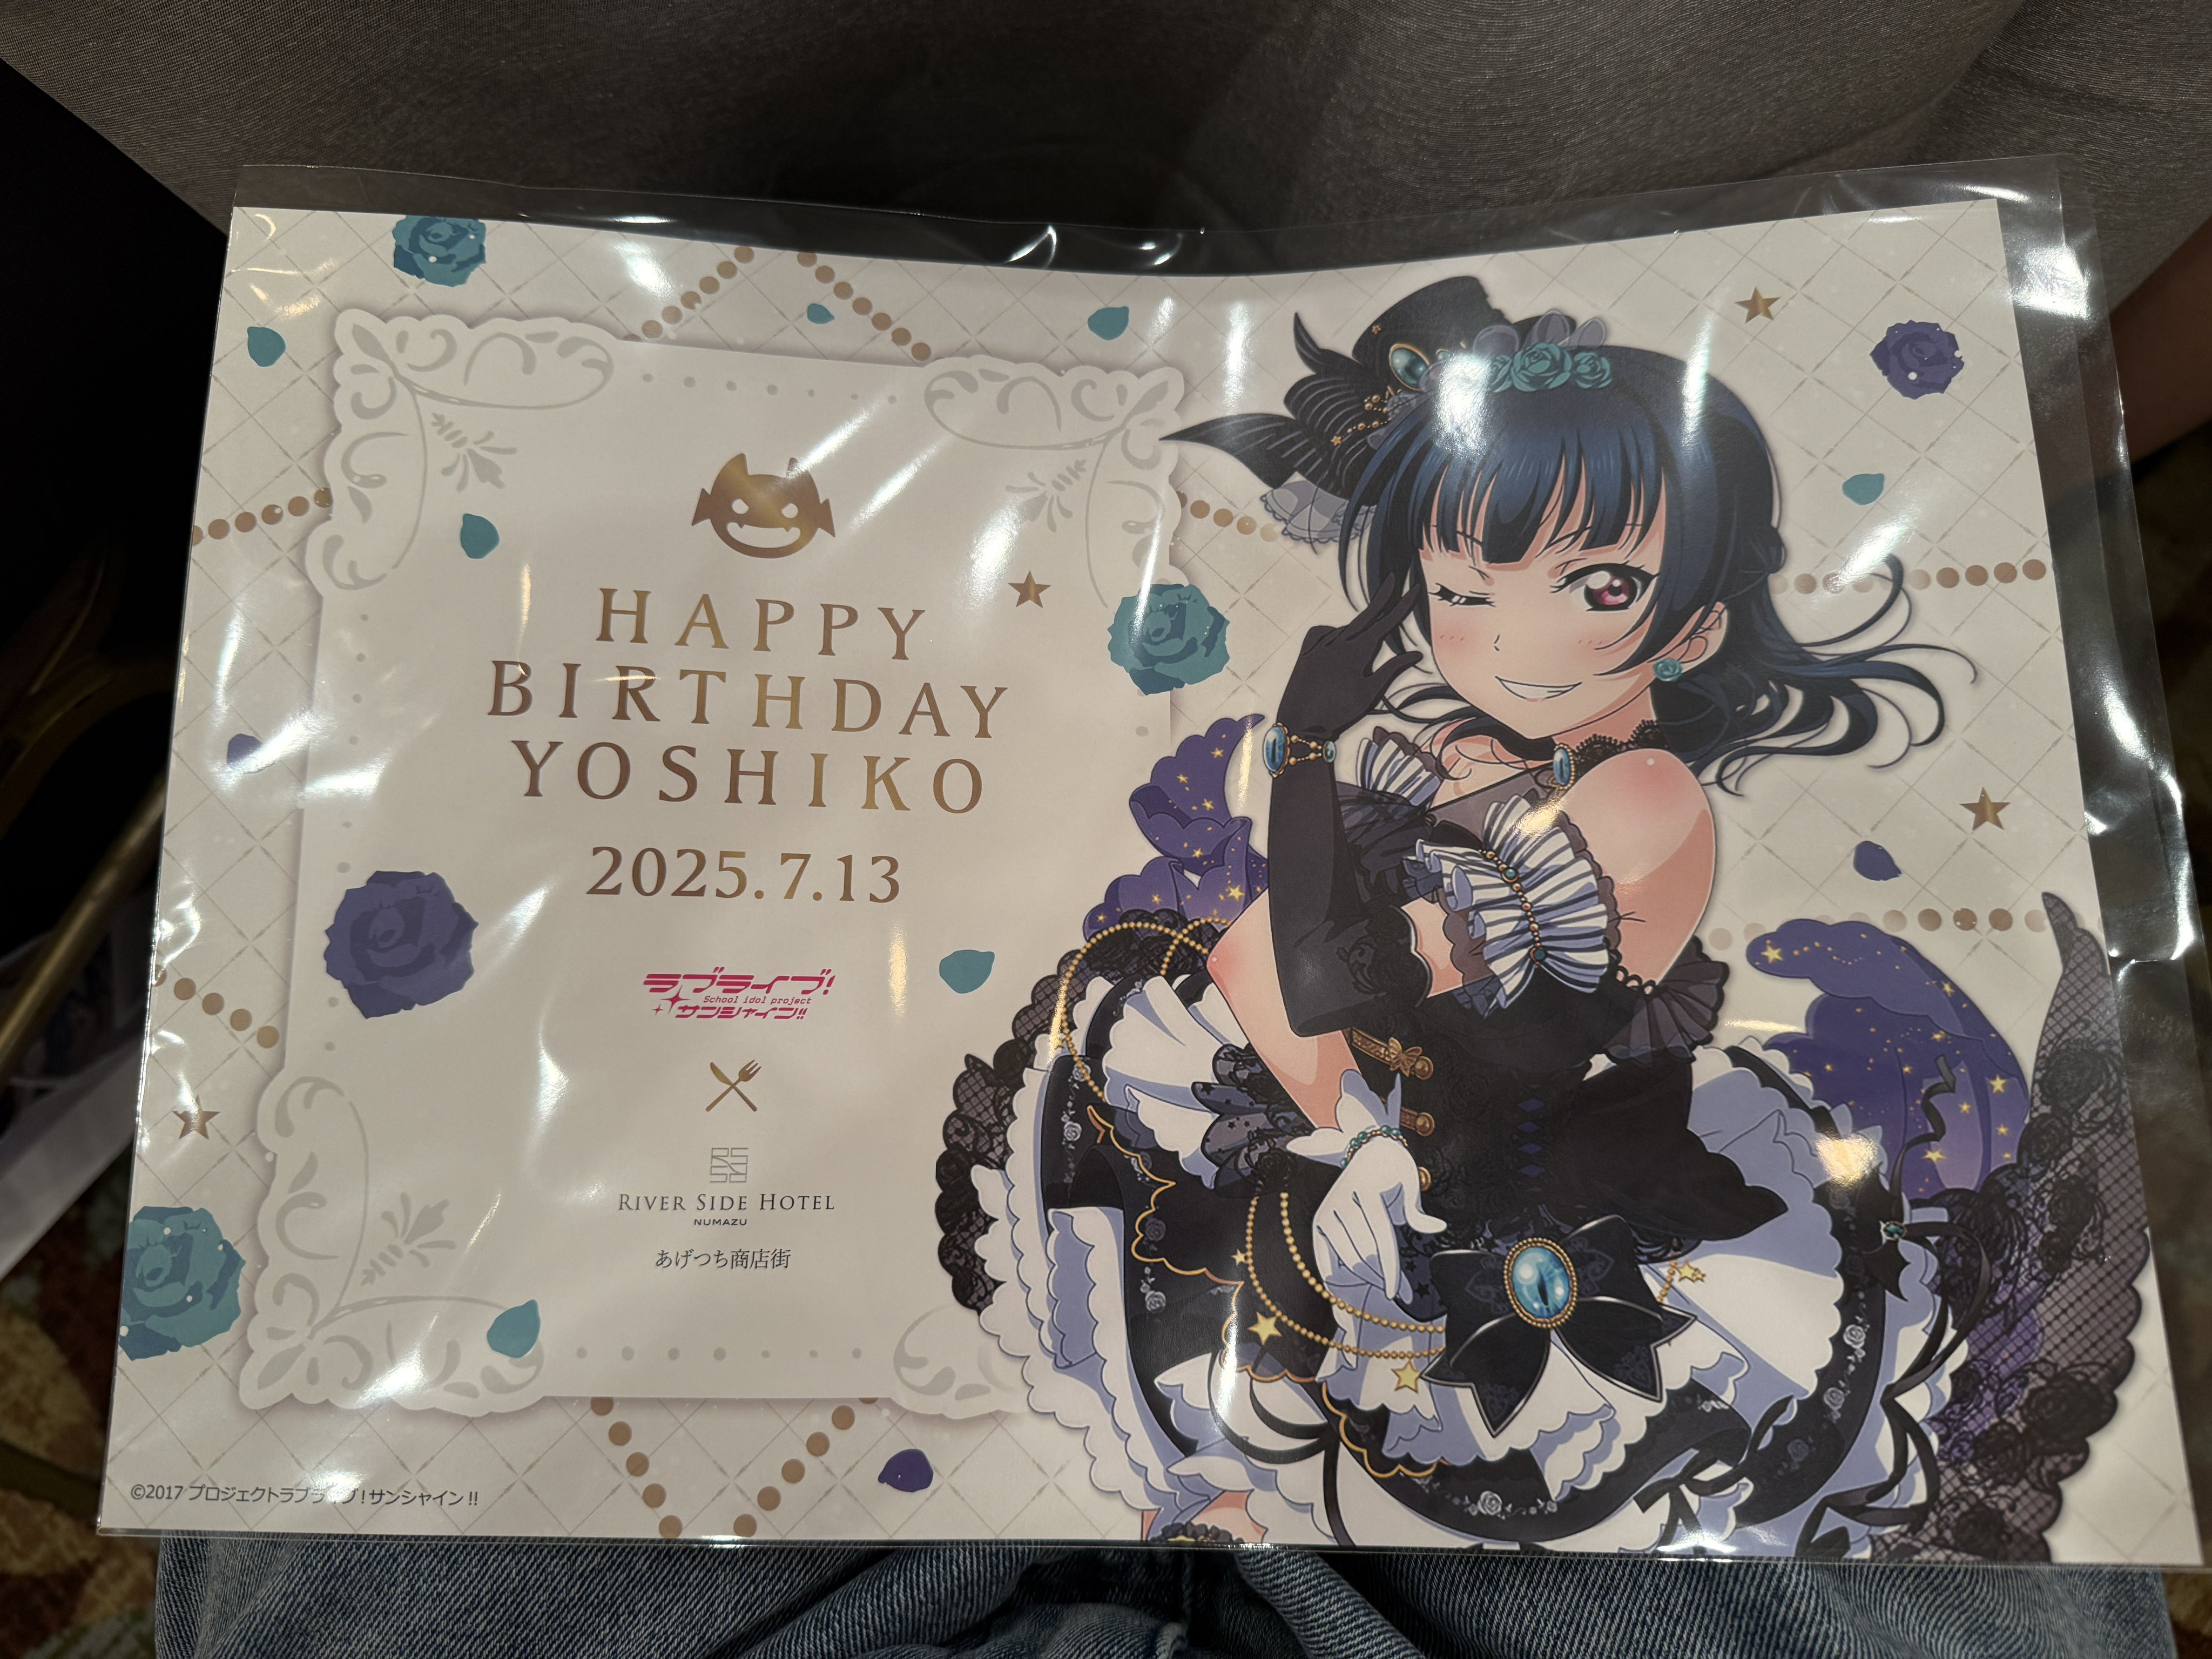 HAPPY
BIRTHDAY
YOSHIKO
2025.7.13
ラブライブ!
School idol project
サンシャイン!!
RIVER SIDE HOTEL
NUMAZU
あげつち商店街
©2017 プロジェクトラブライブ!サンシャイン!!